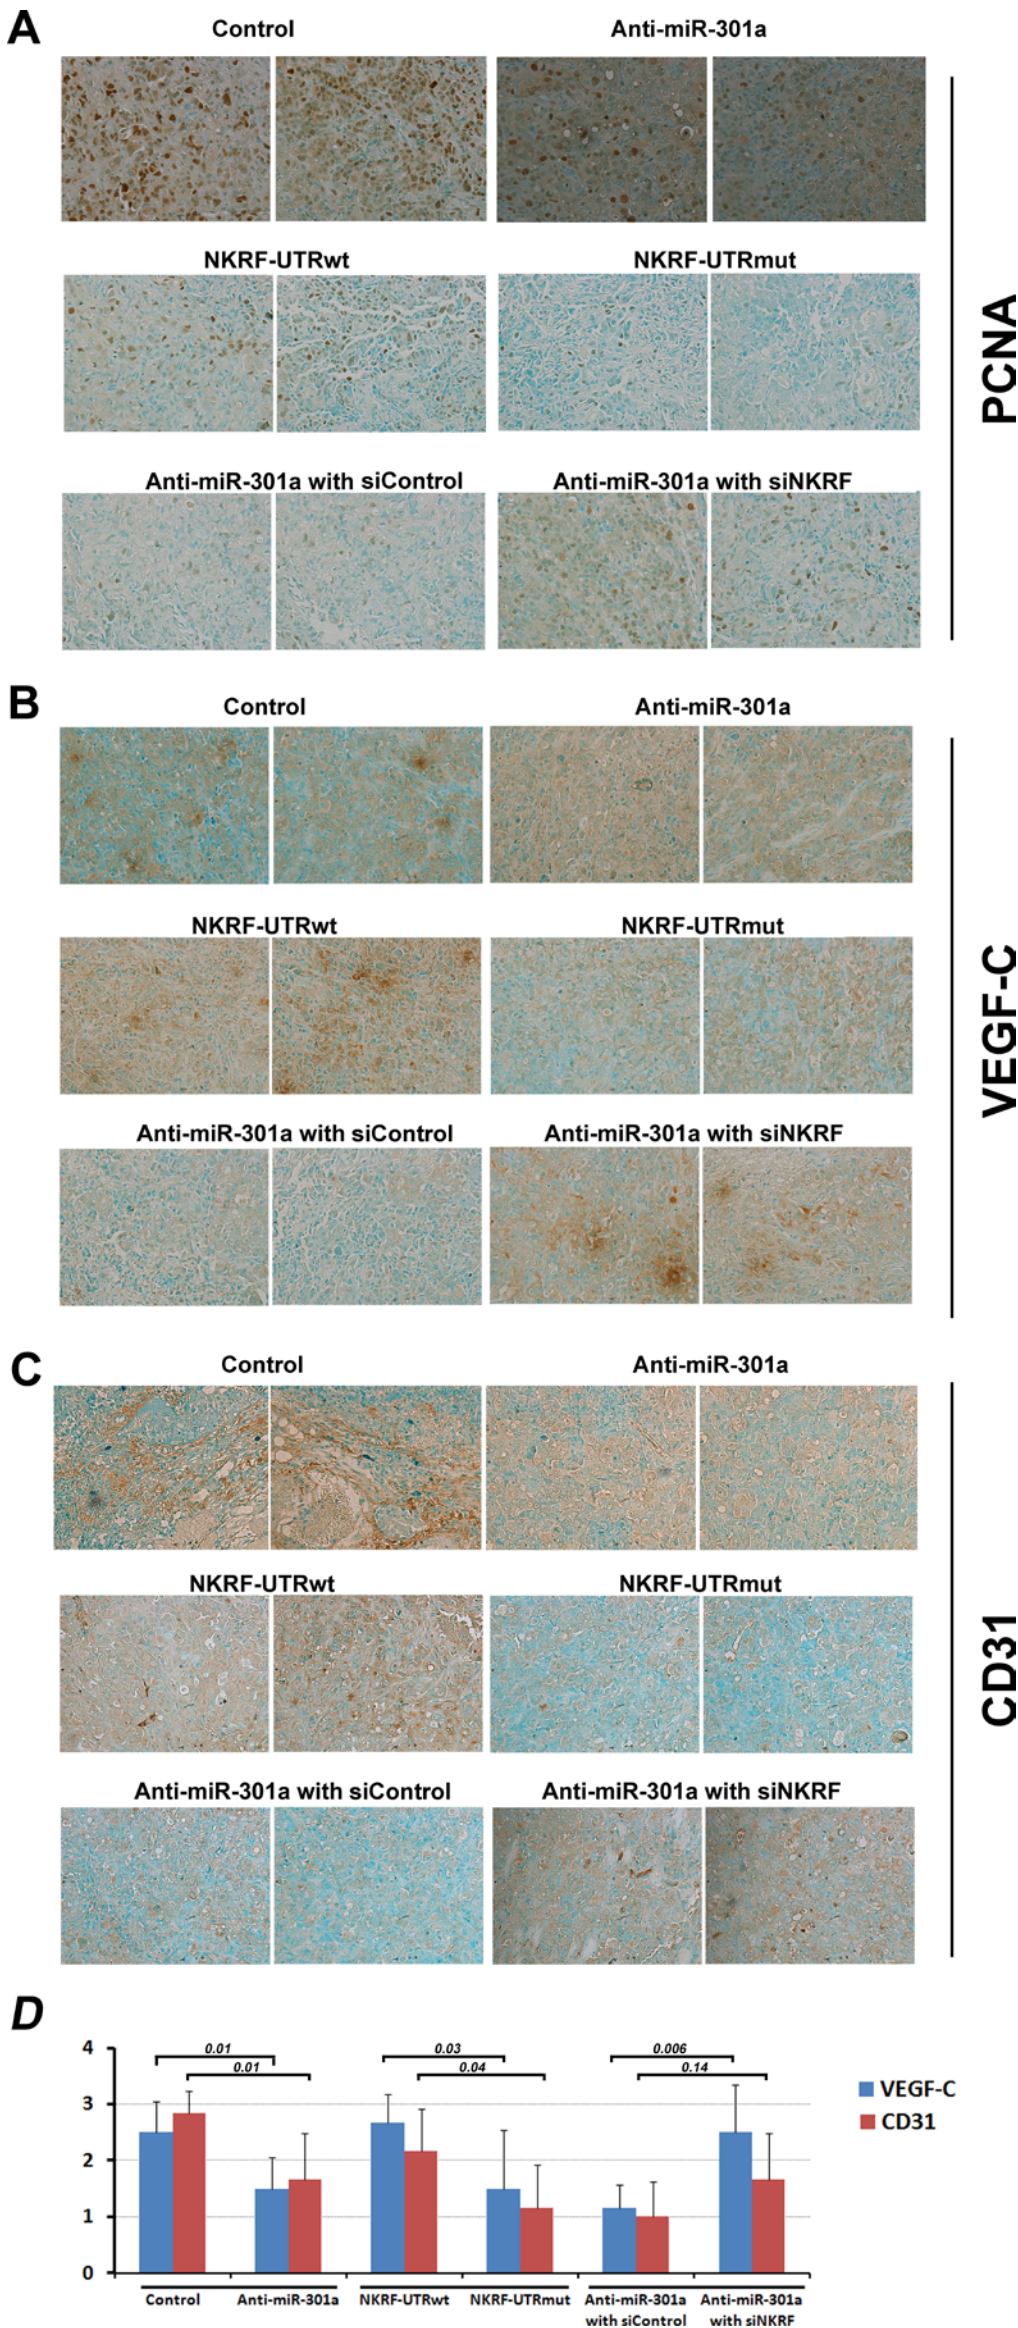 A
Control
Anti-miR-301a
NKRF-UTRwt
NKRF-UTRmut
Anti-miR-301a with siControl
Anti-miR-301a with siNKRF
PCNA
B
Control
Anti-miR-301a
NKRF-UTRwt
NKRF-UTRmut
Anti-miR-301a with siControl
Anti-miR-301a with siNKRF
VEGF-C
C
Control
Anti-miR-301a
NKRF-UTRwt
NKRF-UTRmut
Anti-miR-301a with siControl
Anti-miR-301a with siNKRF
CD31
D
4
3
2
1
0
0.01
0.01
0.03
0.04
0.006
0.14
VEGF-C
CD31
Control
Anti-miR-301a
NKRF-UTRwt
NKRF-UTRmut
Anti-miR-301a
with siControl
Anti-miR-301a
with siNKRF